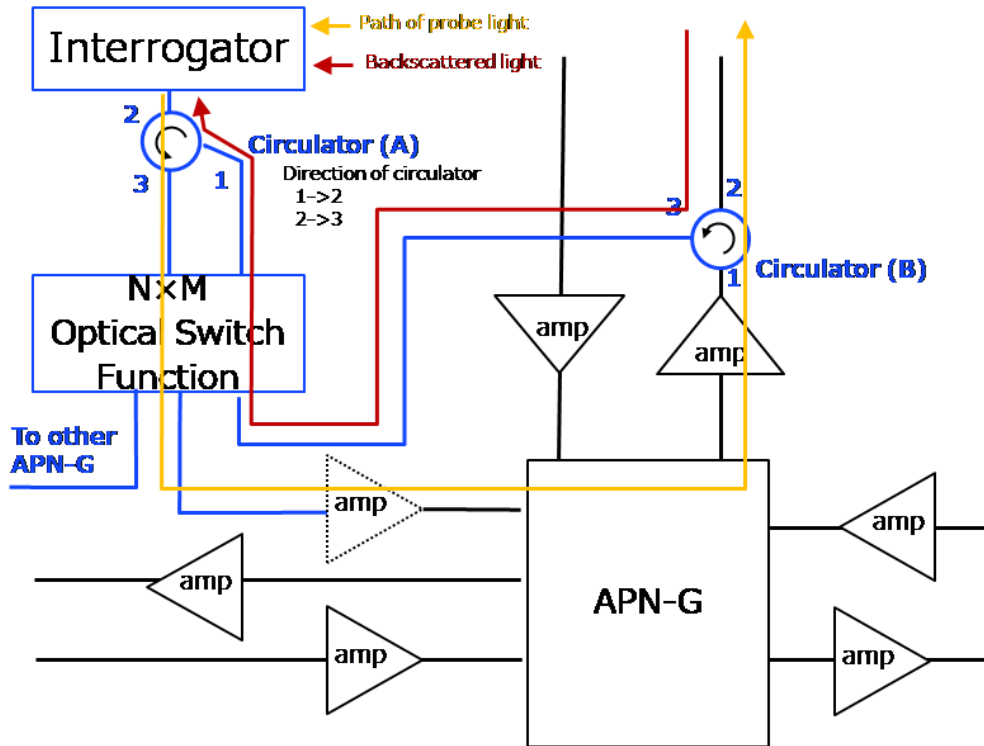 Interrogator
Path of probe light
Backscattered light
2
Circulator (A)
3
1
Direction of circulator
1->2
2->3
2
3
Circulator (B)
1
N×M
Optical Switch
Function
amp
amp
To other
APN-G
amp
amp
amp
APN-G
amp
amp